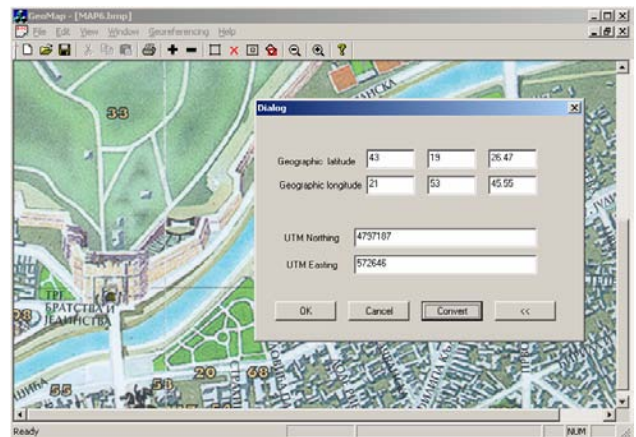 GeoMap - [MAP6.bmp]
File Edit View Window Georeferencing Help
33
Dialog
Geographic latitude 43 19 26.47
Geographic longitude 21 53 45.55
UTM Northing 4797187
UTM Easting 572646
OK Cancel Convert <<
ТРГ
БРАТСТВА И
ЈЕДИНСТВА
20
68
55
54
Ready NUM